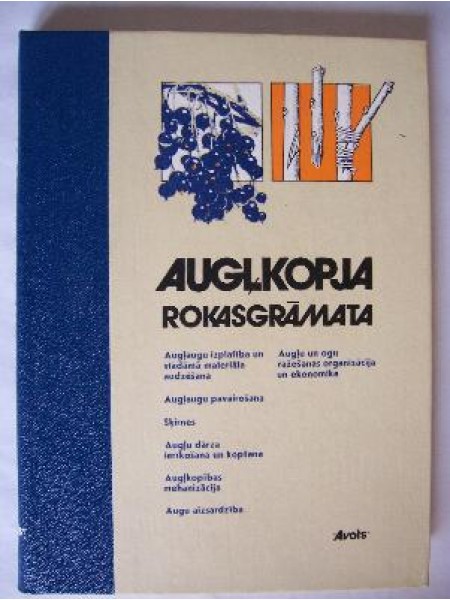 AUGĻKOPJA
ROKASGRĀMATA
Augļaugu izplatība un
stādāmā materiāla
audzēšana
Augļaugu pavairošana
Šķirnes
Augļu dārza
ierīkošana un kopšana
Augļkopības
mehanizācija
Augu aizsardzība
Augļu un ogu
ražošanas organizācija
un ekonomika
Avots